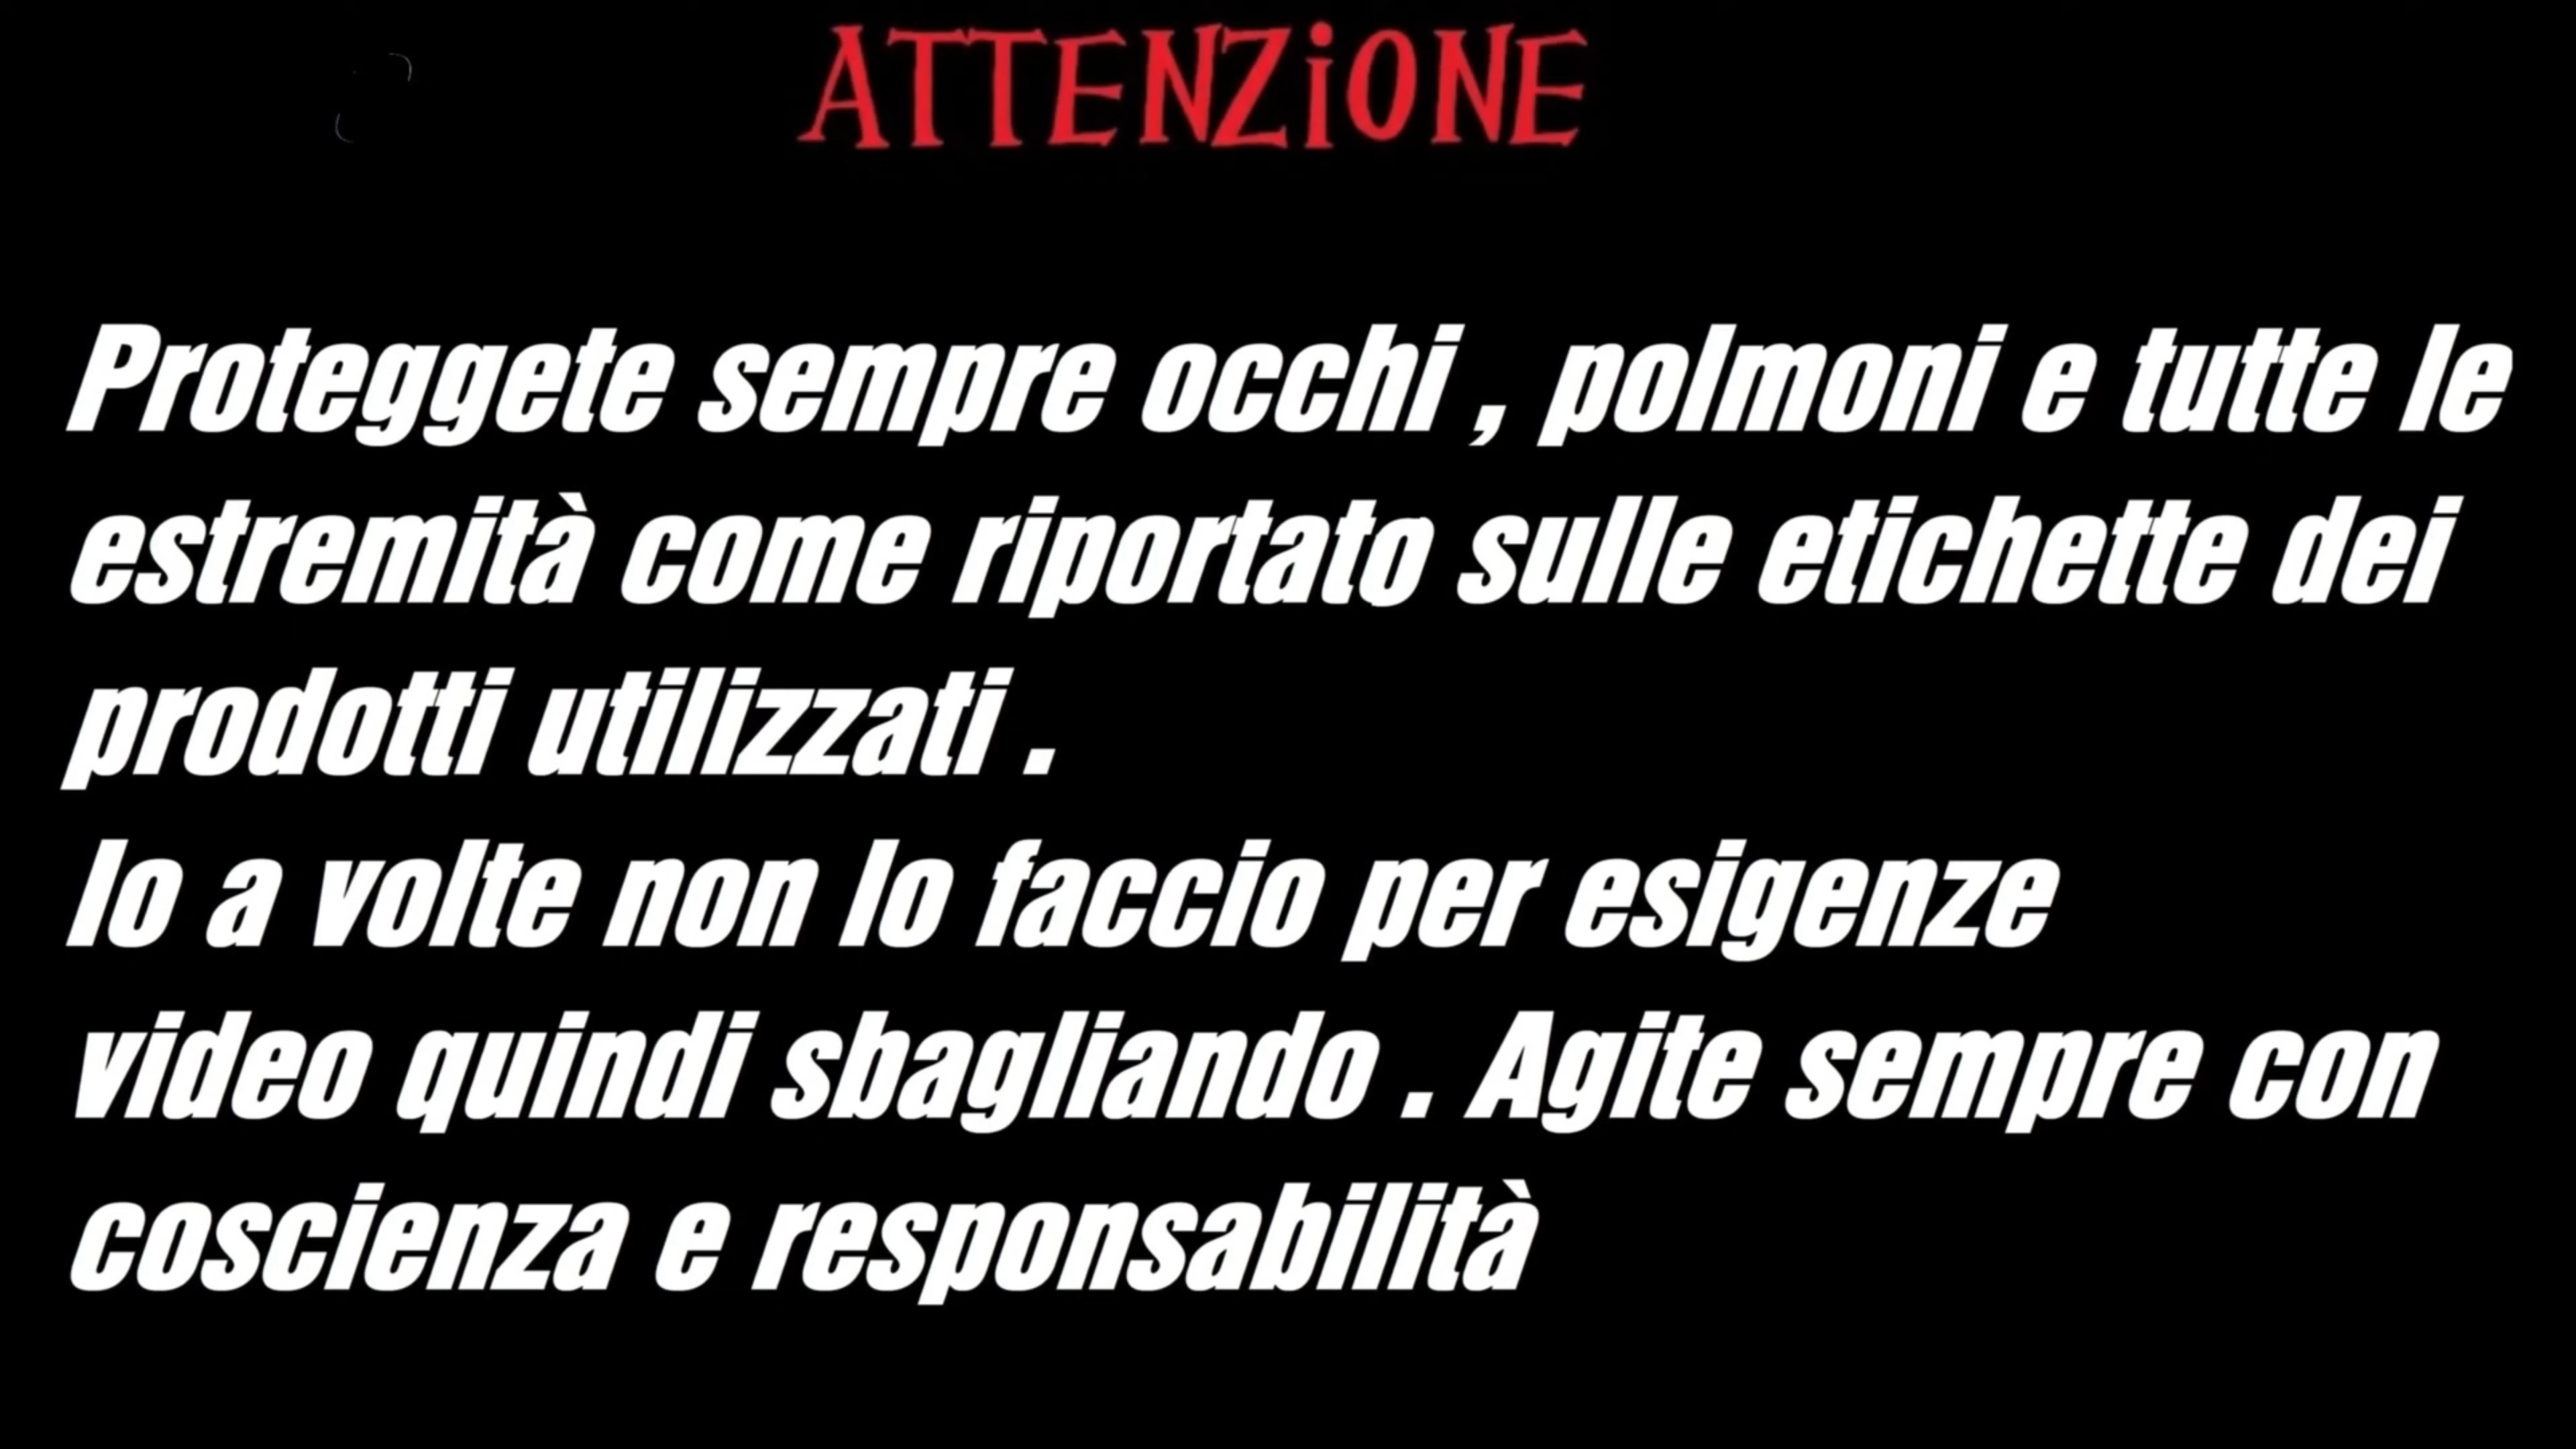 ATTENZiONE
Proteggete sempre occhi , polmoni e tutte le
estremità come riportato sulle etichette dei
prodotti utilizzati .
Io a volte non lo faccio per esigenze
video quindi sbagliando . Agite sempre con
coscienza e responsabilità